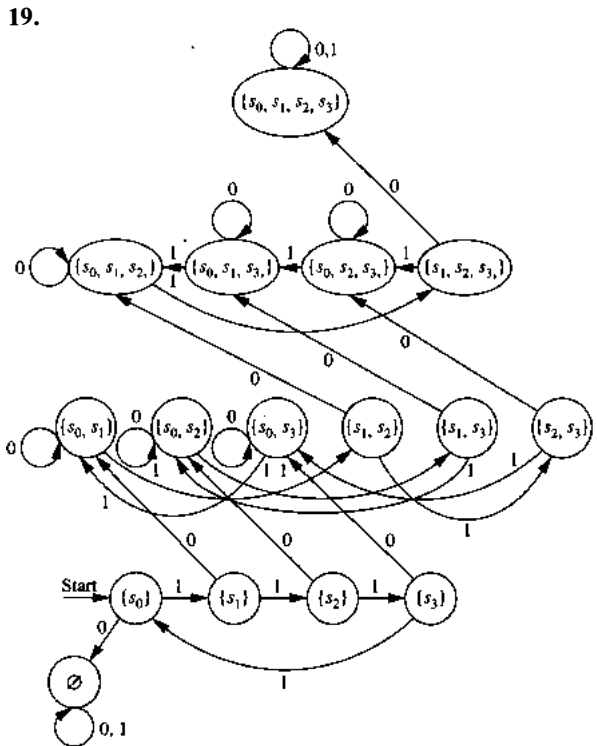 19.
0,1
{s0, s1, s2, s3}
0
0 0
1 1 1
0 {s0, s1, s2,} {s0, s1, s3,} {s0, s2, s3,} {s1, s2, s3,}
1
0 0 0
0 0 0
{s0, s1} {s0, s2} {s0, s3} {s1, s2} {s1, s3} {s2, s3}
0
1 1 1 1 1
1 1
0 0 0
Start 1 1 1
{s0} {s1} {s2} {s3}
0
1
∅
0, 1